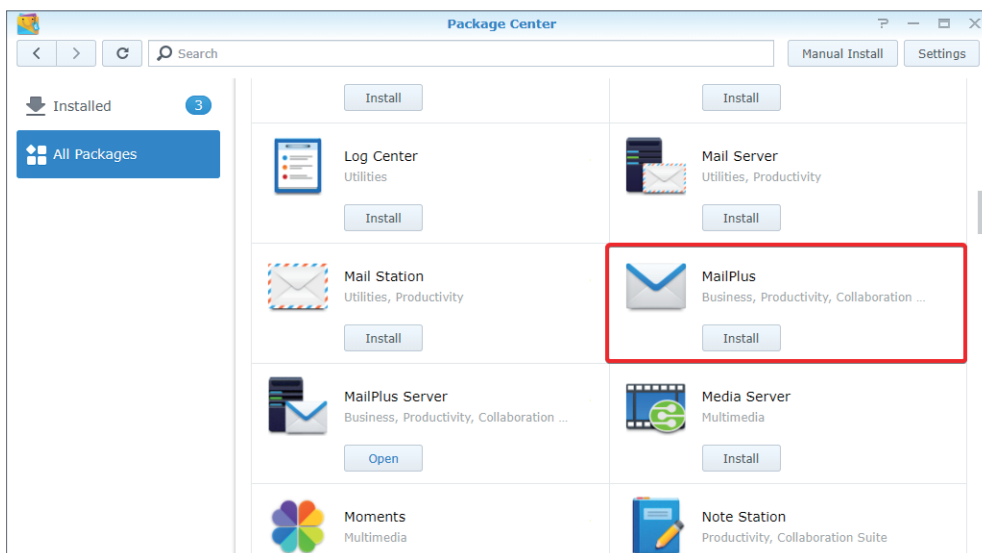 Package Center
Search
Manual Install
Settings
Installed
3
All Packages
Install
Install
Log Center
Utilities
Install
Mail Server
Utilities, Productivity
Install
Mail Station
Utilities, Productivity
Install
MailPlus
Business, Productivity, Collaboration ...
Install
MailPlus Server
Business, Productivity, Collaboration ...
Open
Media Server
Multimedia
Install
Moments
Multimedia
Note Station
Productivity, Collaboration Suite